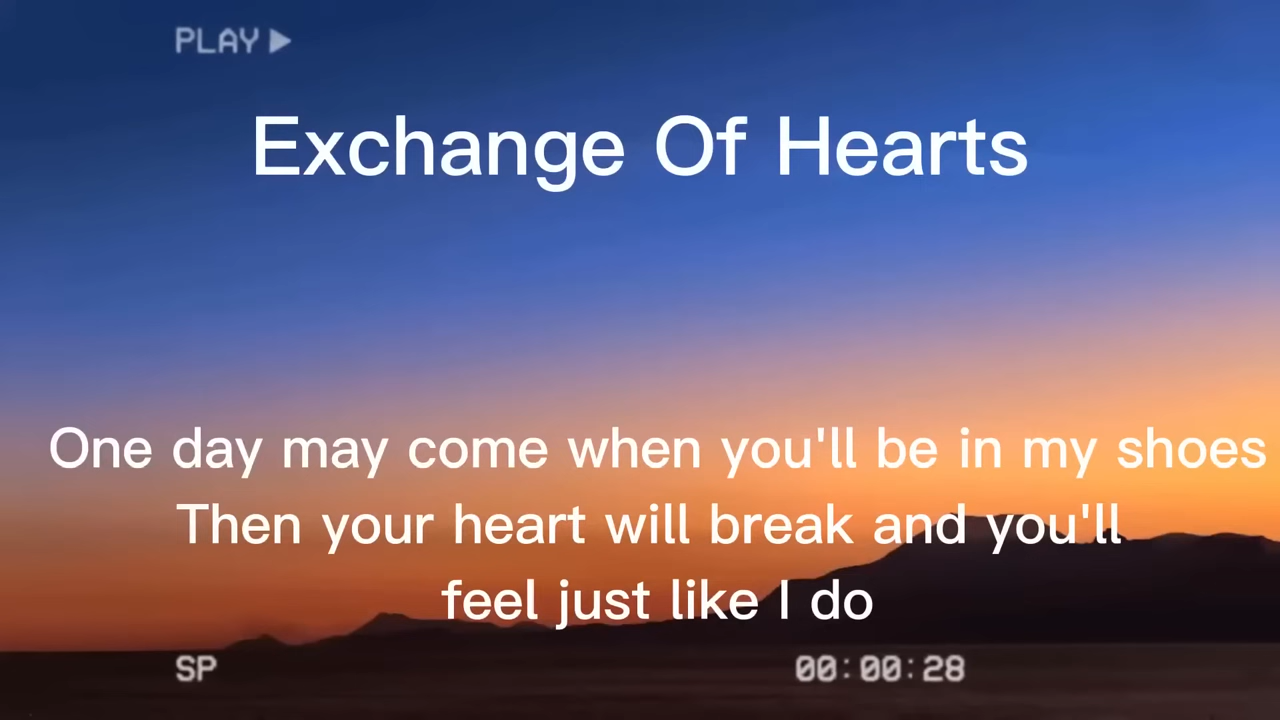 PLAY ▶
Exchange Of Hearts
One day may come when you'll be in my shoes
Then your heart will break and you'll
feel just like I do
SP
00:00:28